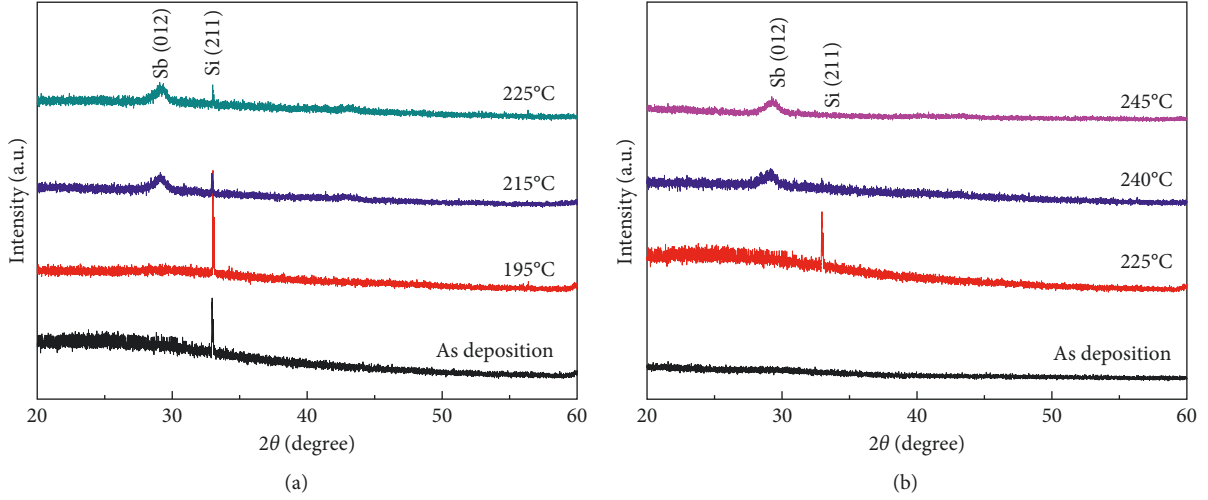 Sb (012)
Si (211)
225°C
215°C
195°C
As deposition
Intensity (a.u.)
20
30
40
50
60
2θ (degree)
(a)
Sb (012)
Si (211)
245°C
240°C
225°C
As deposition
Intensity (a.u.)
20
30
40
50
60
2θ (degree)
(b)